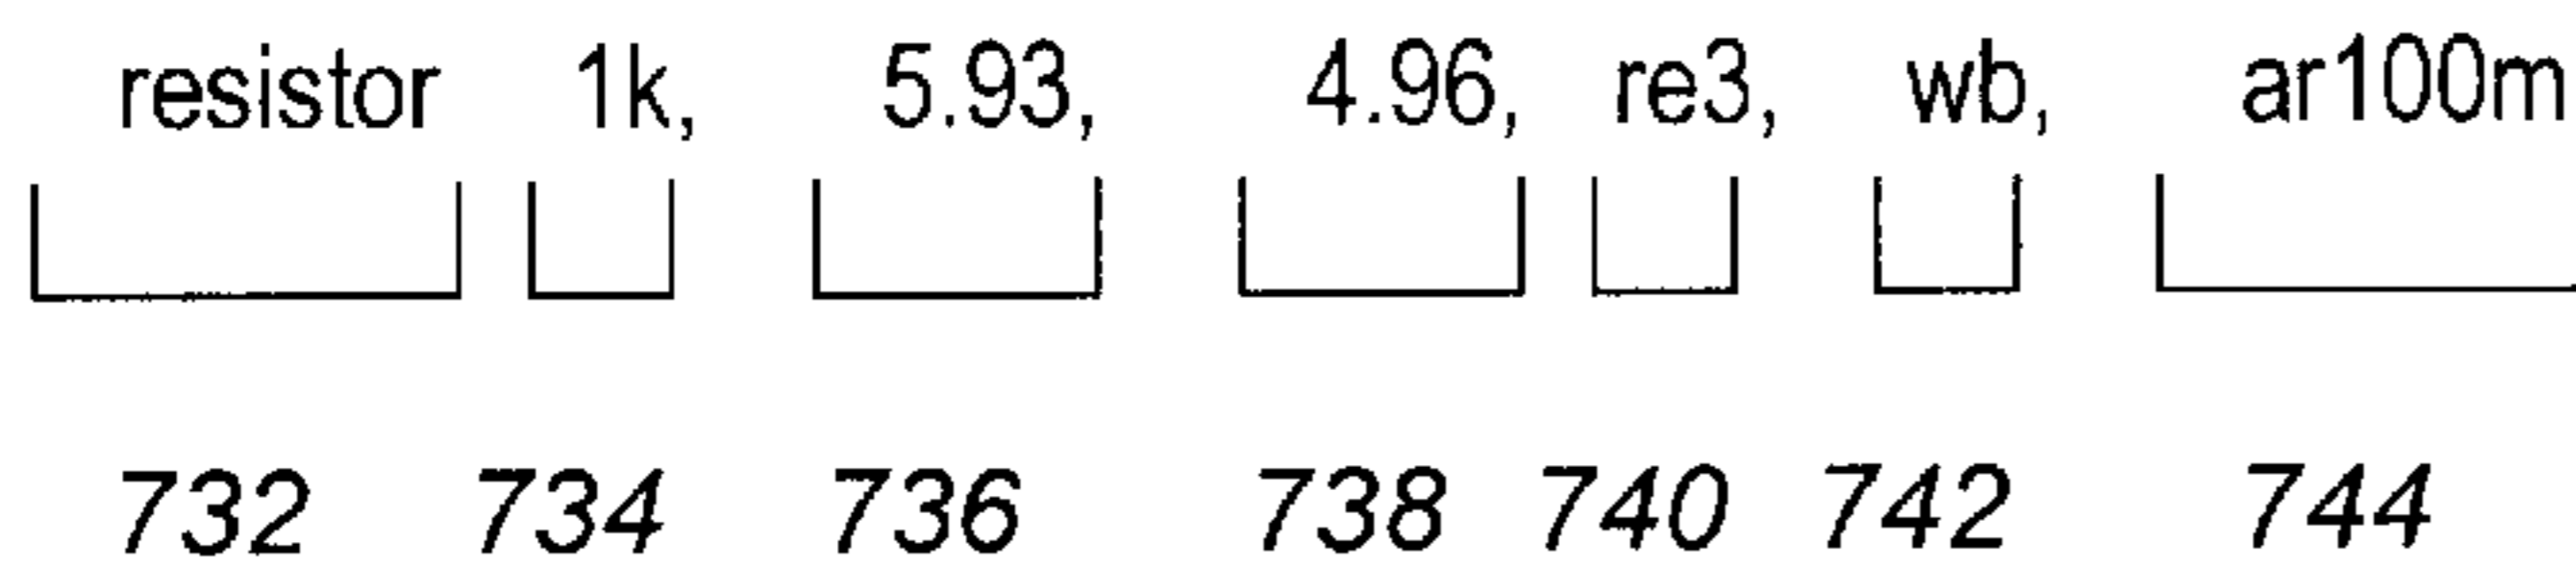 resistor 1k, 5.93, 4.96, re3, wb, ar100m
732 734 736 738 740 742 744